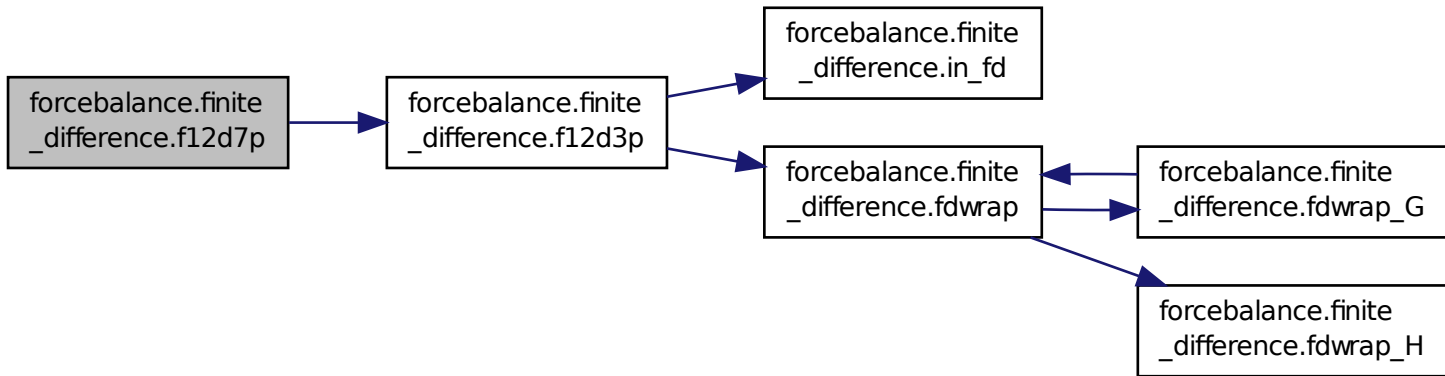 forcebalance.finite
_difference.f12d7p
forcebalance.finite
_difference.f12d3p
forcebalance.finite
_difference.in_fd
forcebalance.finite
_difference.fdwrap
forcebalance.finite
_difference.fdwrap_G
forcebalance.finite
_difference.fdwrap_H